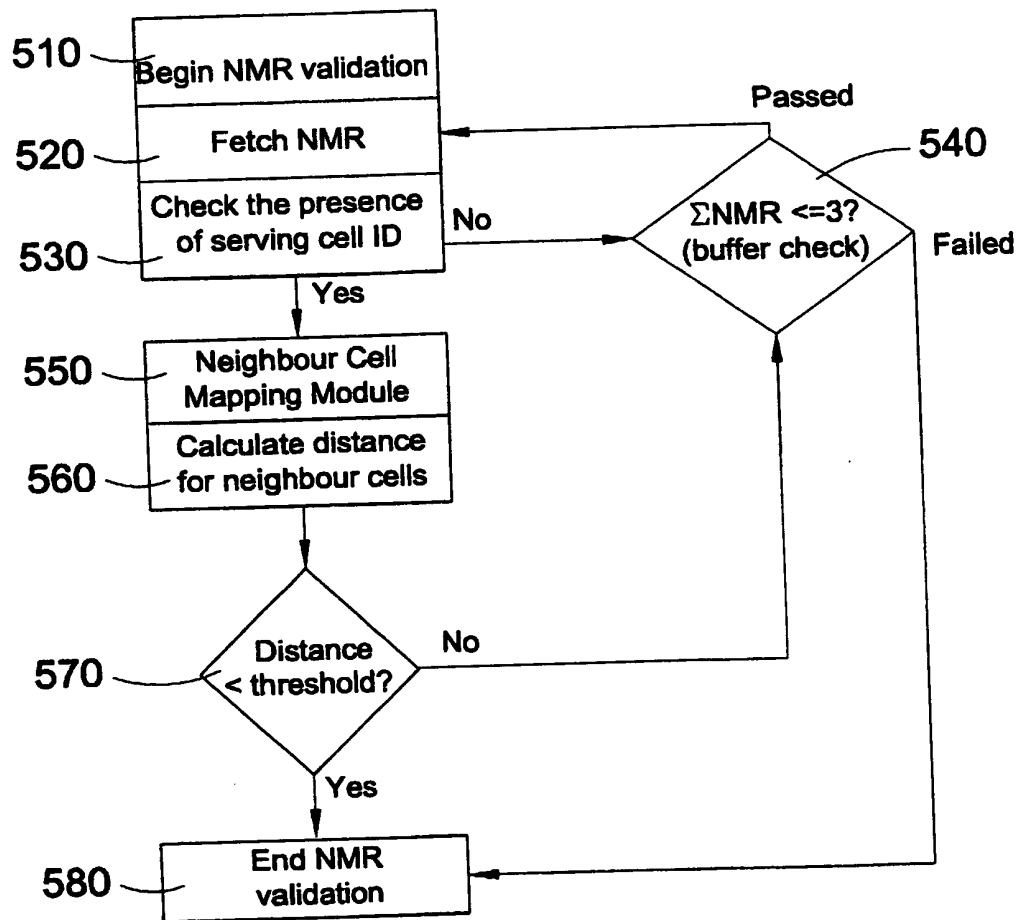 510
Begin NMR validation
Passed
520
Fetch NMR
540
530
Check the presence
of serving cell ID
No
ΣNMR <=3?
(buffer check)
Failed
Yes
550
Neighbour Cell
Mapping Module
560
Calculate distance
for neighbour cells
570
Distance
< threshold?
No
Yes
580
End NMR
validation